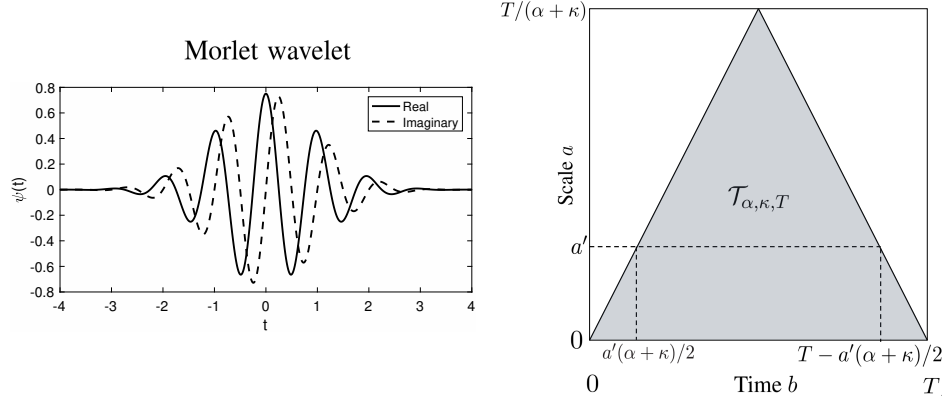 Morlet wavelet
0.8
0.6
0.4
0.2
0
-0.2
-0.4
-0.6
-0.8
ψ(t)
Real
Imaginary
-4 -3 -2 -1 0 1 2 3 4
t
T/(α + κ)
Scale a
𝒯α,κ,T
a′
0
a′(α + κ)/2 T − a′(α + κ)/2
0 Time b T